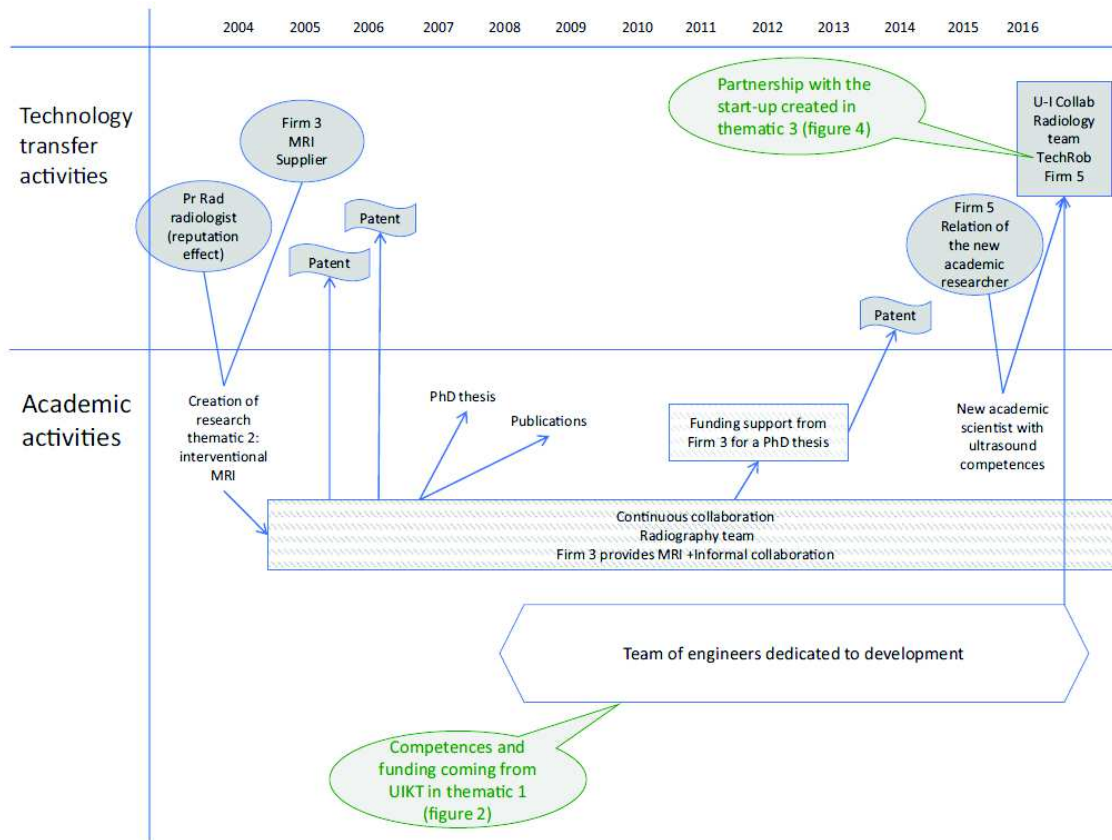 2004 2005 2006 2007 2008 2009 2010 2011 2012 2013 2014 2015 2016
Technology
transfer
activities
Pr Rad
radiologist
(reputation
effect)
Firm 3
MRI
Supplier
Patent
Patent
Partnership with the
start-up created in
thematic 3 (figure 4)
Patent
Firm 5
Relation of
the new
academic
researcher
U-I Collab
Radiology
team
TechRob
Firm 5
Academic
activities
Creation of
research
thematic 2:
interventional
MRI
PhD thesis
Publications
Funding support from
Firm 3 for a PhD thesis
New academic
scientist with
ultrasound
competences
Continuous collaboration
Radiography team
Firm 3 provides MRI +Informal collaboration
Team of engineers dedicated to development
Competences and
funding coming from
UIKT in thematic 1
(figure 2)